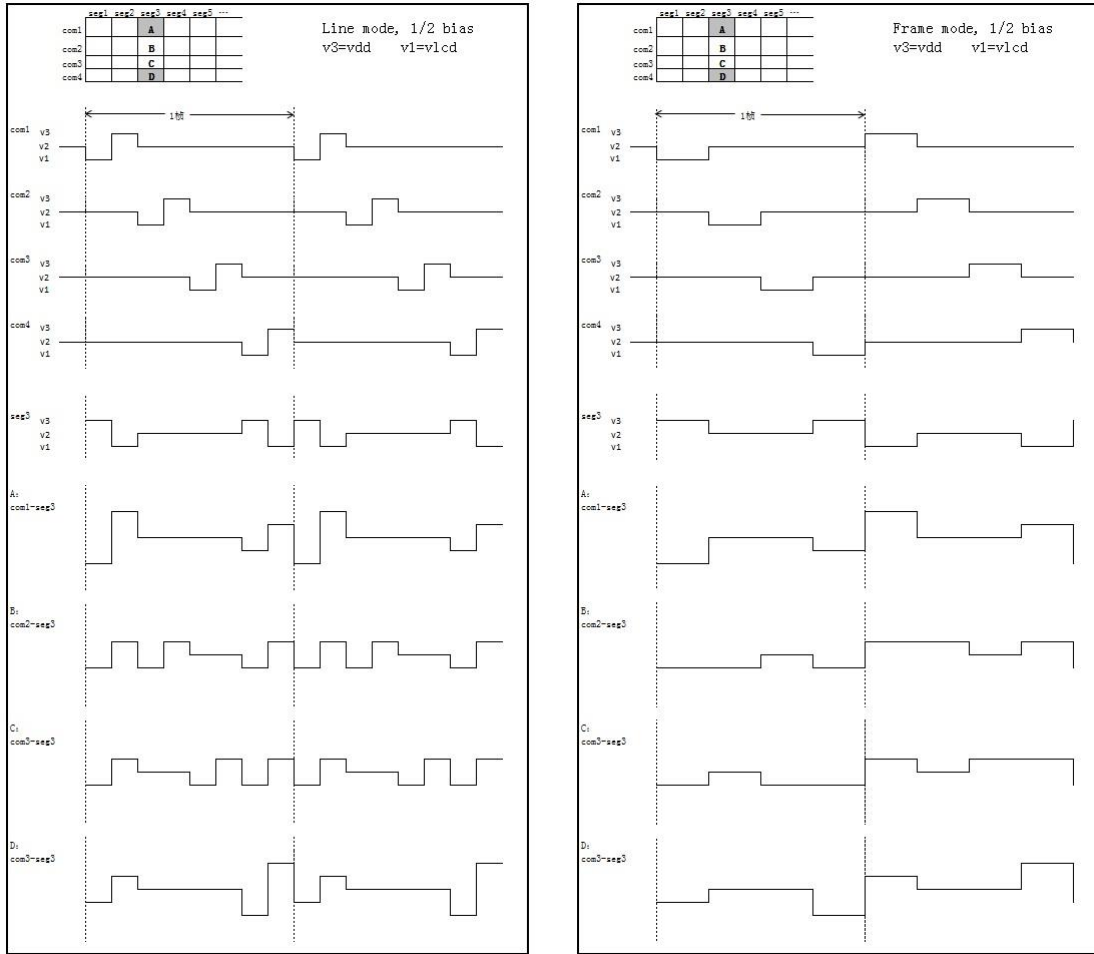 seg1 seg2 seg3 seg4 seg5 ...
com1 A
com2 B
com3 C
com4 D
Line mode, 1/2 bias
v3=vdd v1=vlcd
1帧
com1 v3
v2
v1
com2 v3
v2
v1
com3 v3
v2
v1
com4 v3
v2
v1
seg3 v3
v2
v1
A:
com1-seg3
B:
com2-seg3
C:
com3-seg3
D:
com3-seg3
seg1 seg2 seg3 seg4 seg5 ...
com1 A
com2 B
com3 C
com4 D
Frame mode, 1/2 bias
v3=vdd v1=vlcd
1帧
com1 v3
v2
v1
com2 v3
v2
v1
com3 v3
v2
v1
com4 v3
v2
v1
seg3 v3
v2
v1
A:
com1-seg3
B:
com2-seg3
C:
com3-seg3
D:
com3-seg3